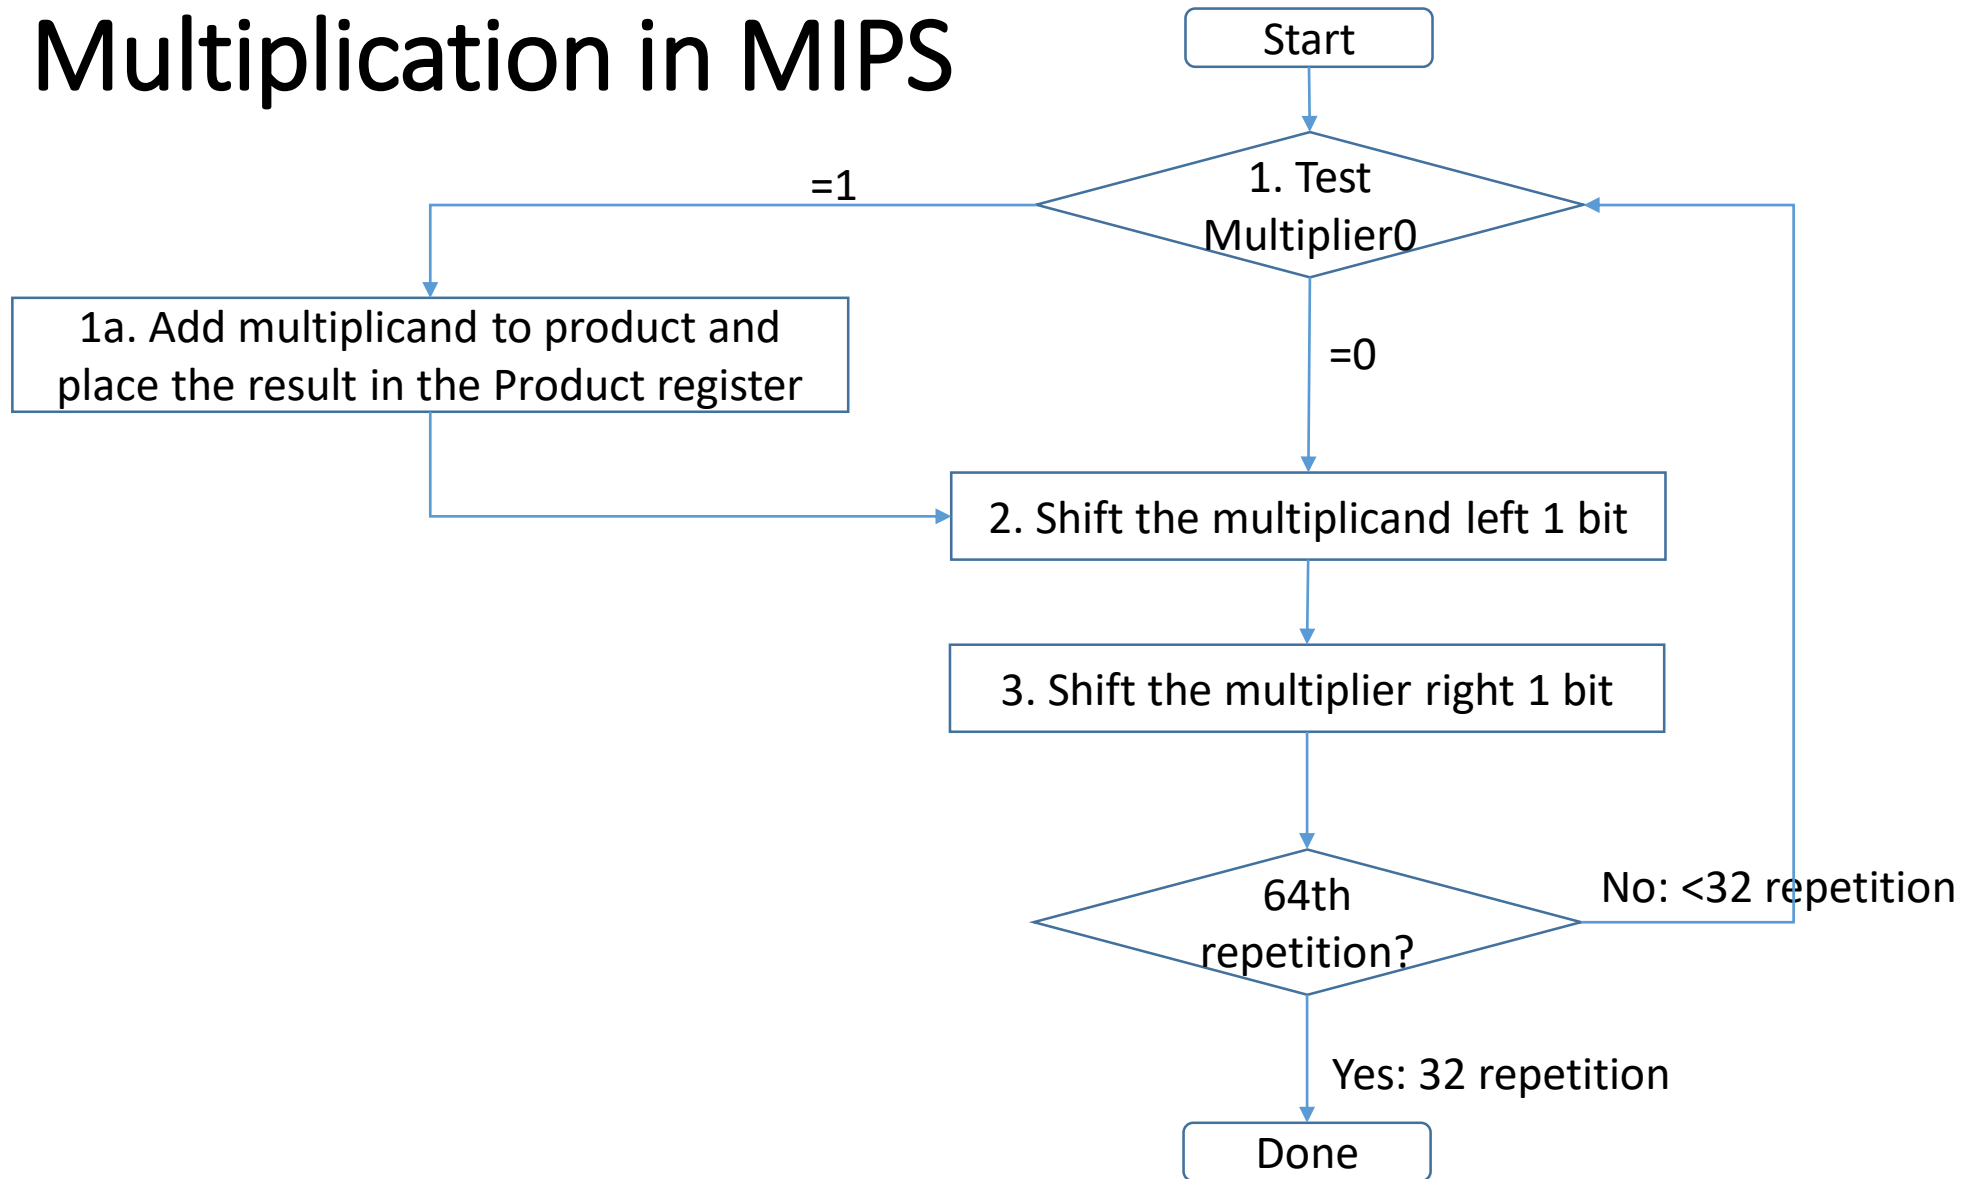 Multiplication in MIPS
Start
1. Test
Multiplier0
=1
1a. Add multiplicand to product and
place the result in the Product register
=0
2. Shift the multiplicand left 1 bit
3. Shift the multiplier right 1 bit
64th
repetition?
No: <32 repetition
Yes: 32 repetition
Done